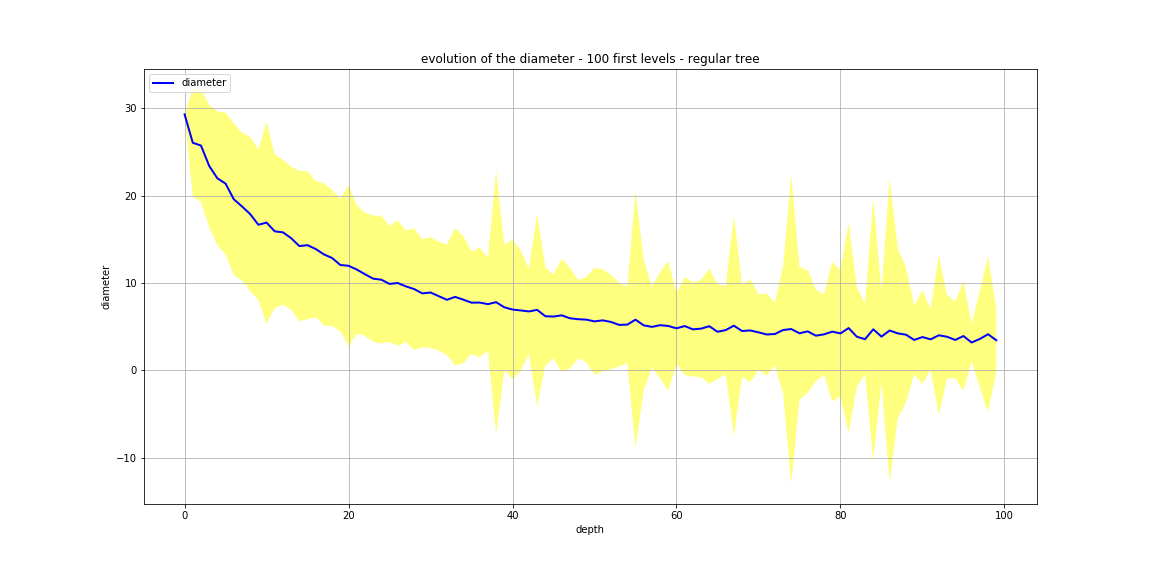 evolution of the diameter - 100 first levels - regular tree
diameter
30
20
10
0
−10
diameter
0
20
40
60
80
100
depth